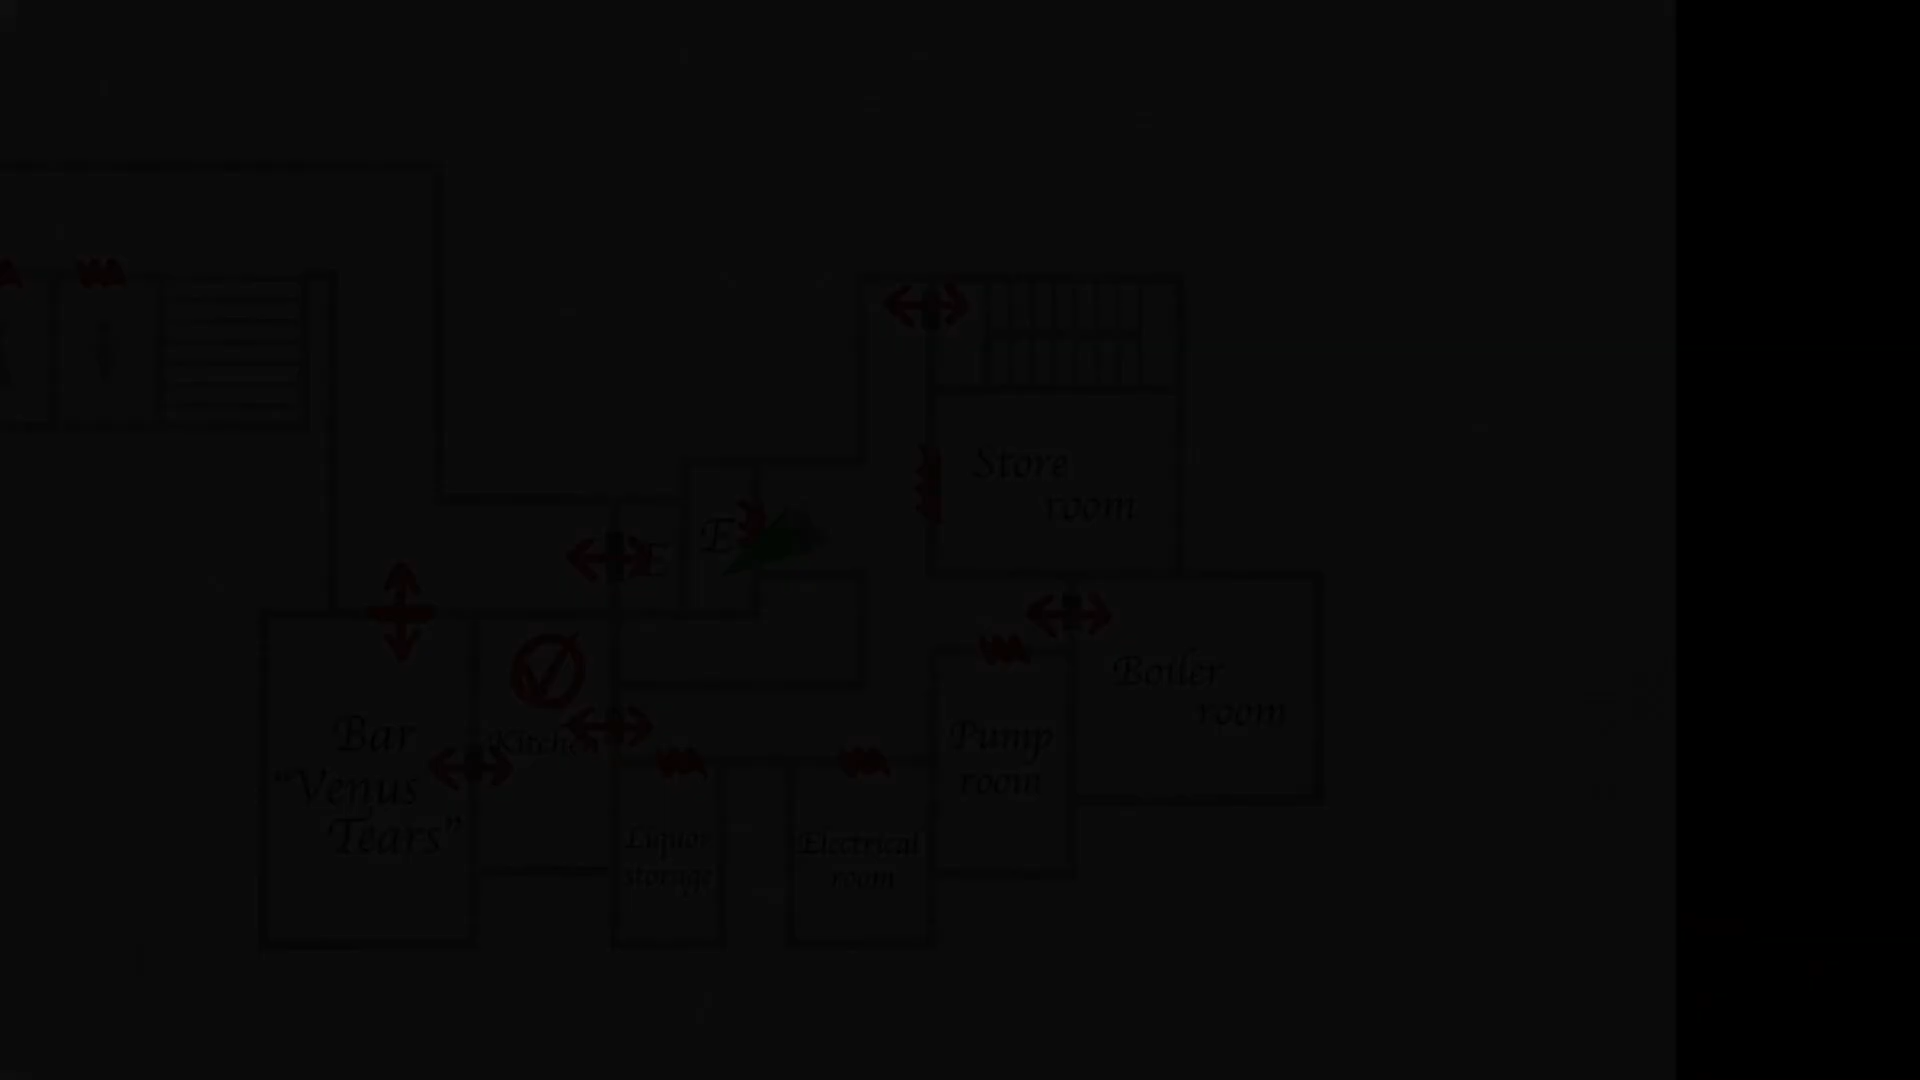 Store
room
E
E
Boiler
room
Bar
"Venus
Tears"
Kitchen
Pump
room
Liquor
storage
Electrical
room